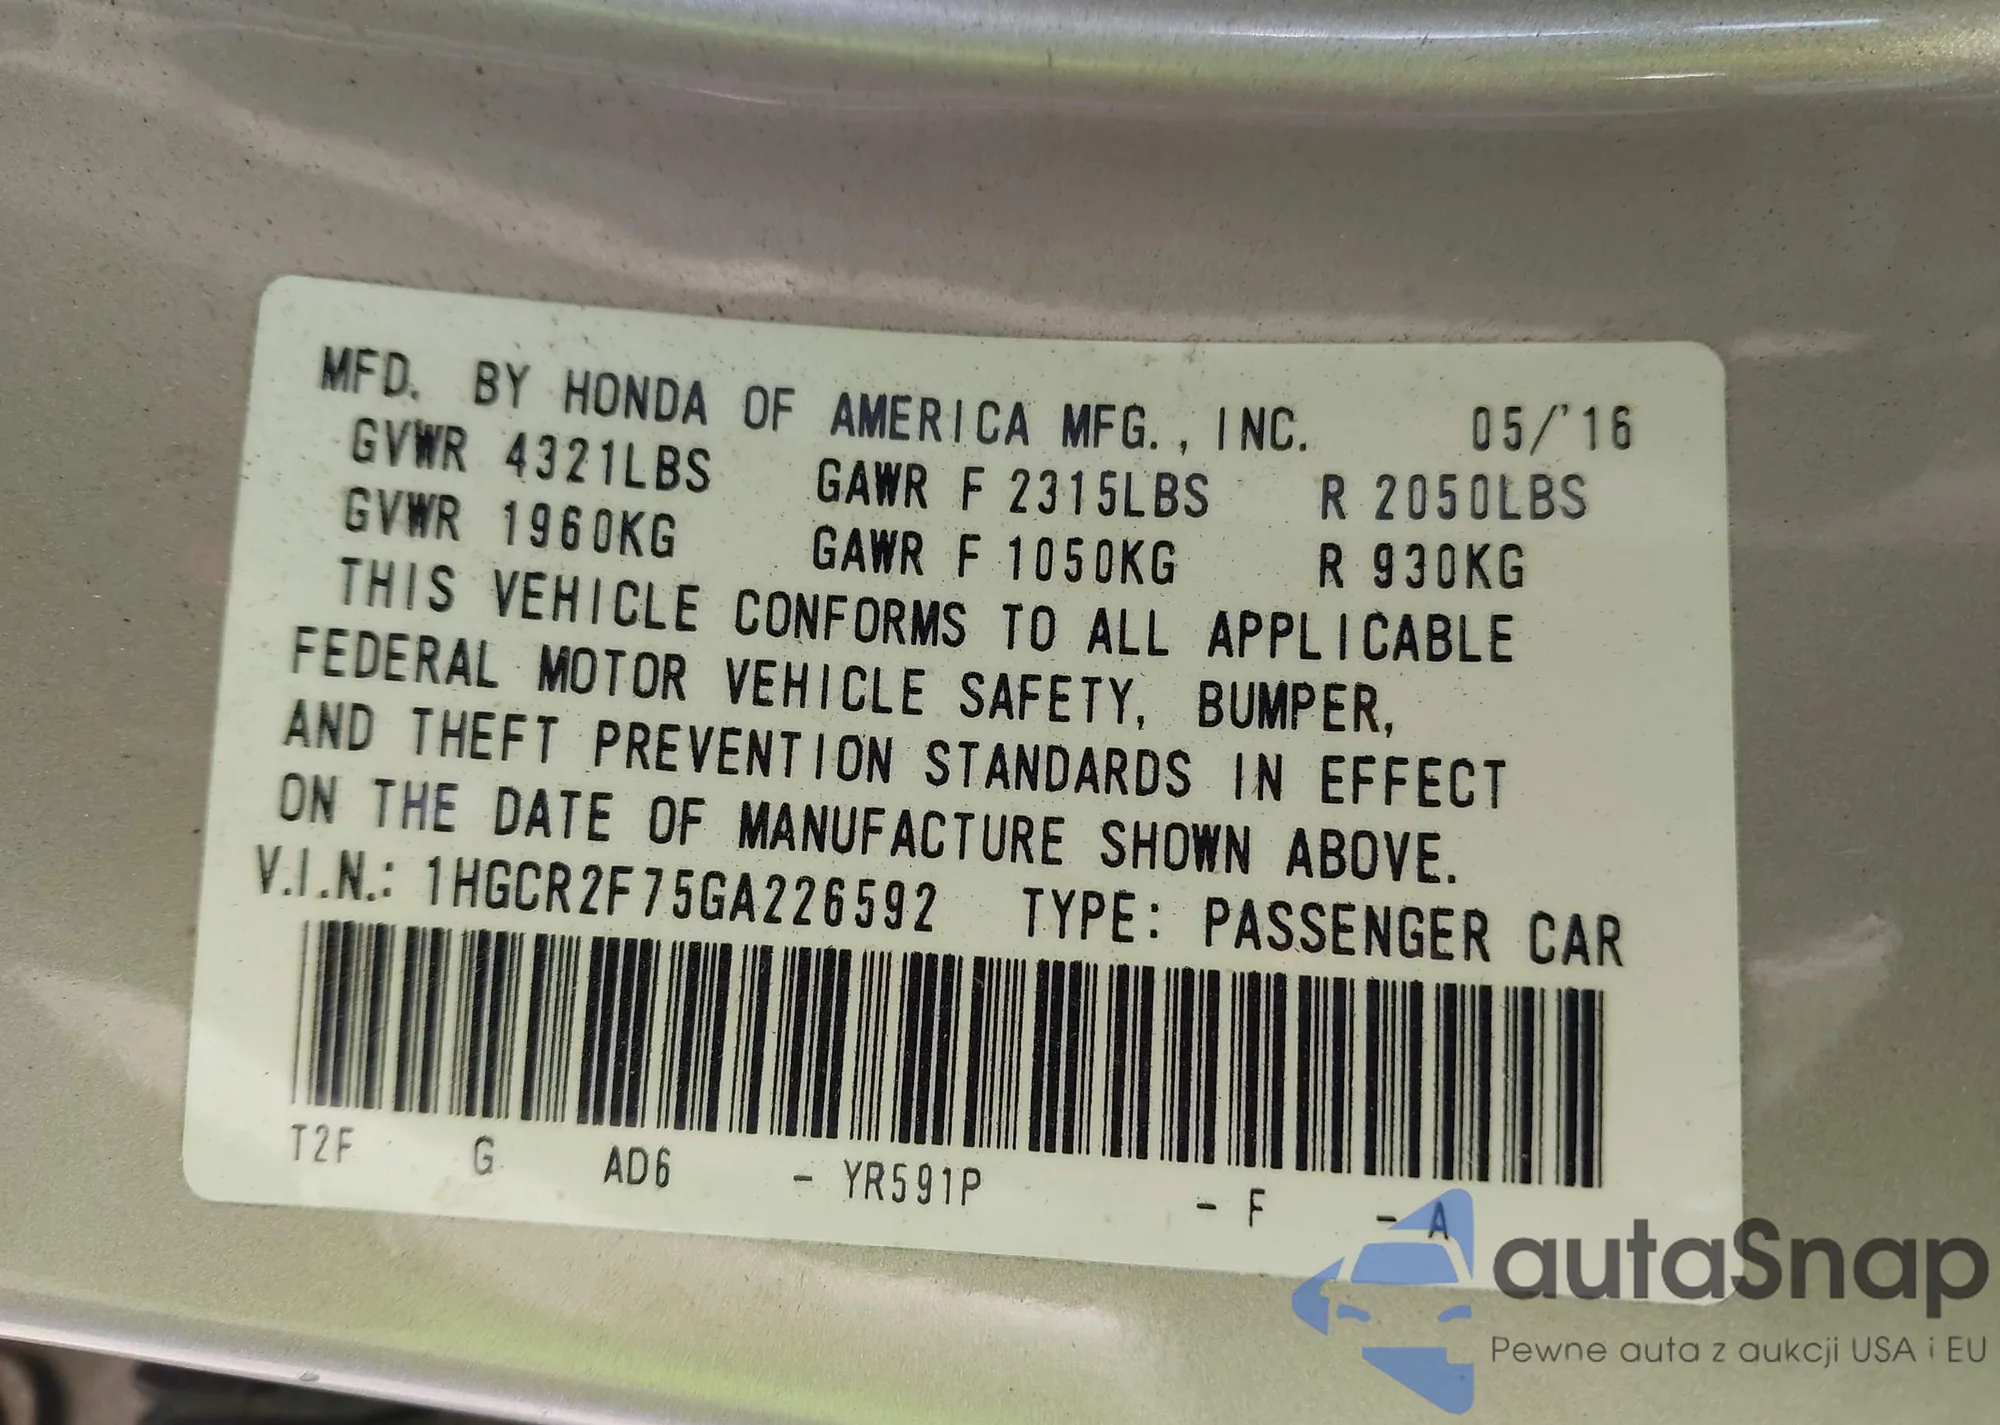 MFD. BY HONDA OF AMERICA MFG., INC. 05/'16
GVWR 4321LBS GAWR F 2315LBS R 2050LBS
GVWR 1960KG GAWR F 1050KG R 930KG
THIS VEHICLE CONFORMS TO ALL APPLICABLE
FEDERAL MOTOR VEHICLE SAFETY, BUMPER,
AND THEFT PREVENTION STANDARDS IN EFFECT
ON THE DATE OF MANUFACTURE SHOWN ABOVE.
V.I.N.: 1HGCR2F75GA226592 TYPE: PASSENGER CAR
T2F G AD6 - YR591P - F - A
autaSnap
Pewne auta z aukcji USA i EU